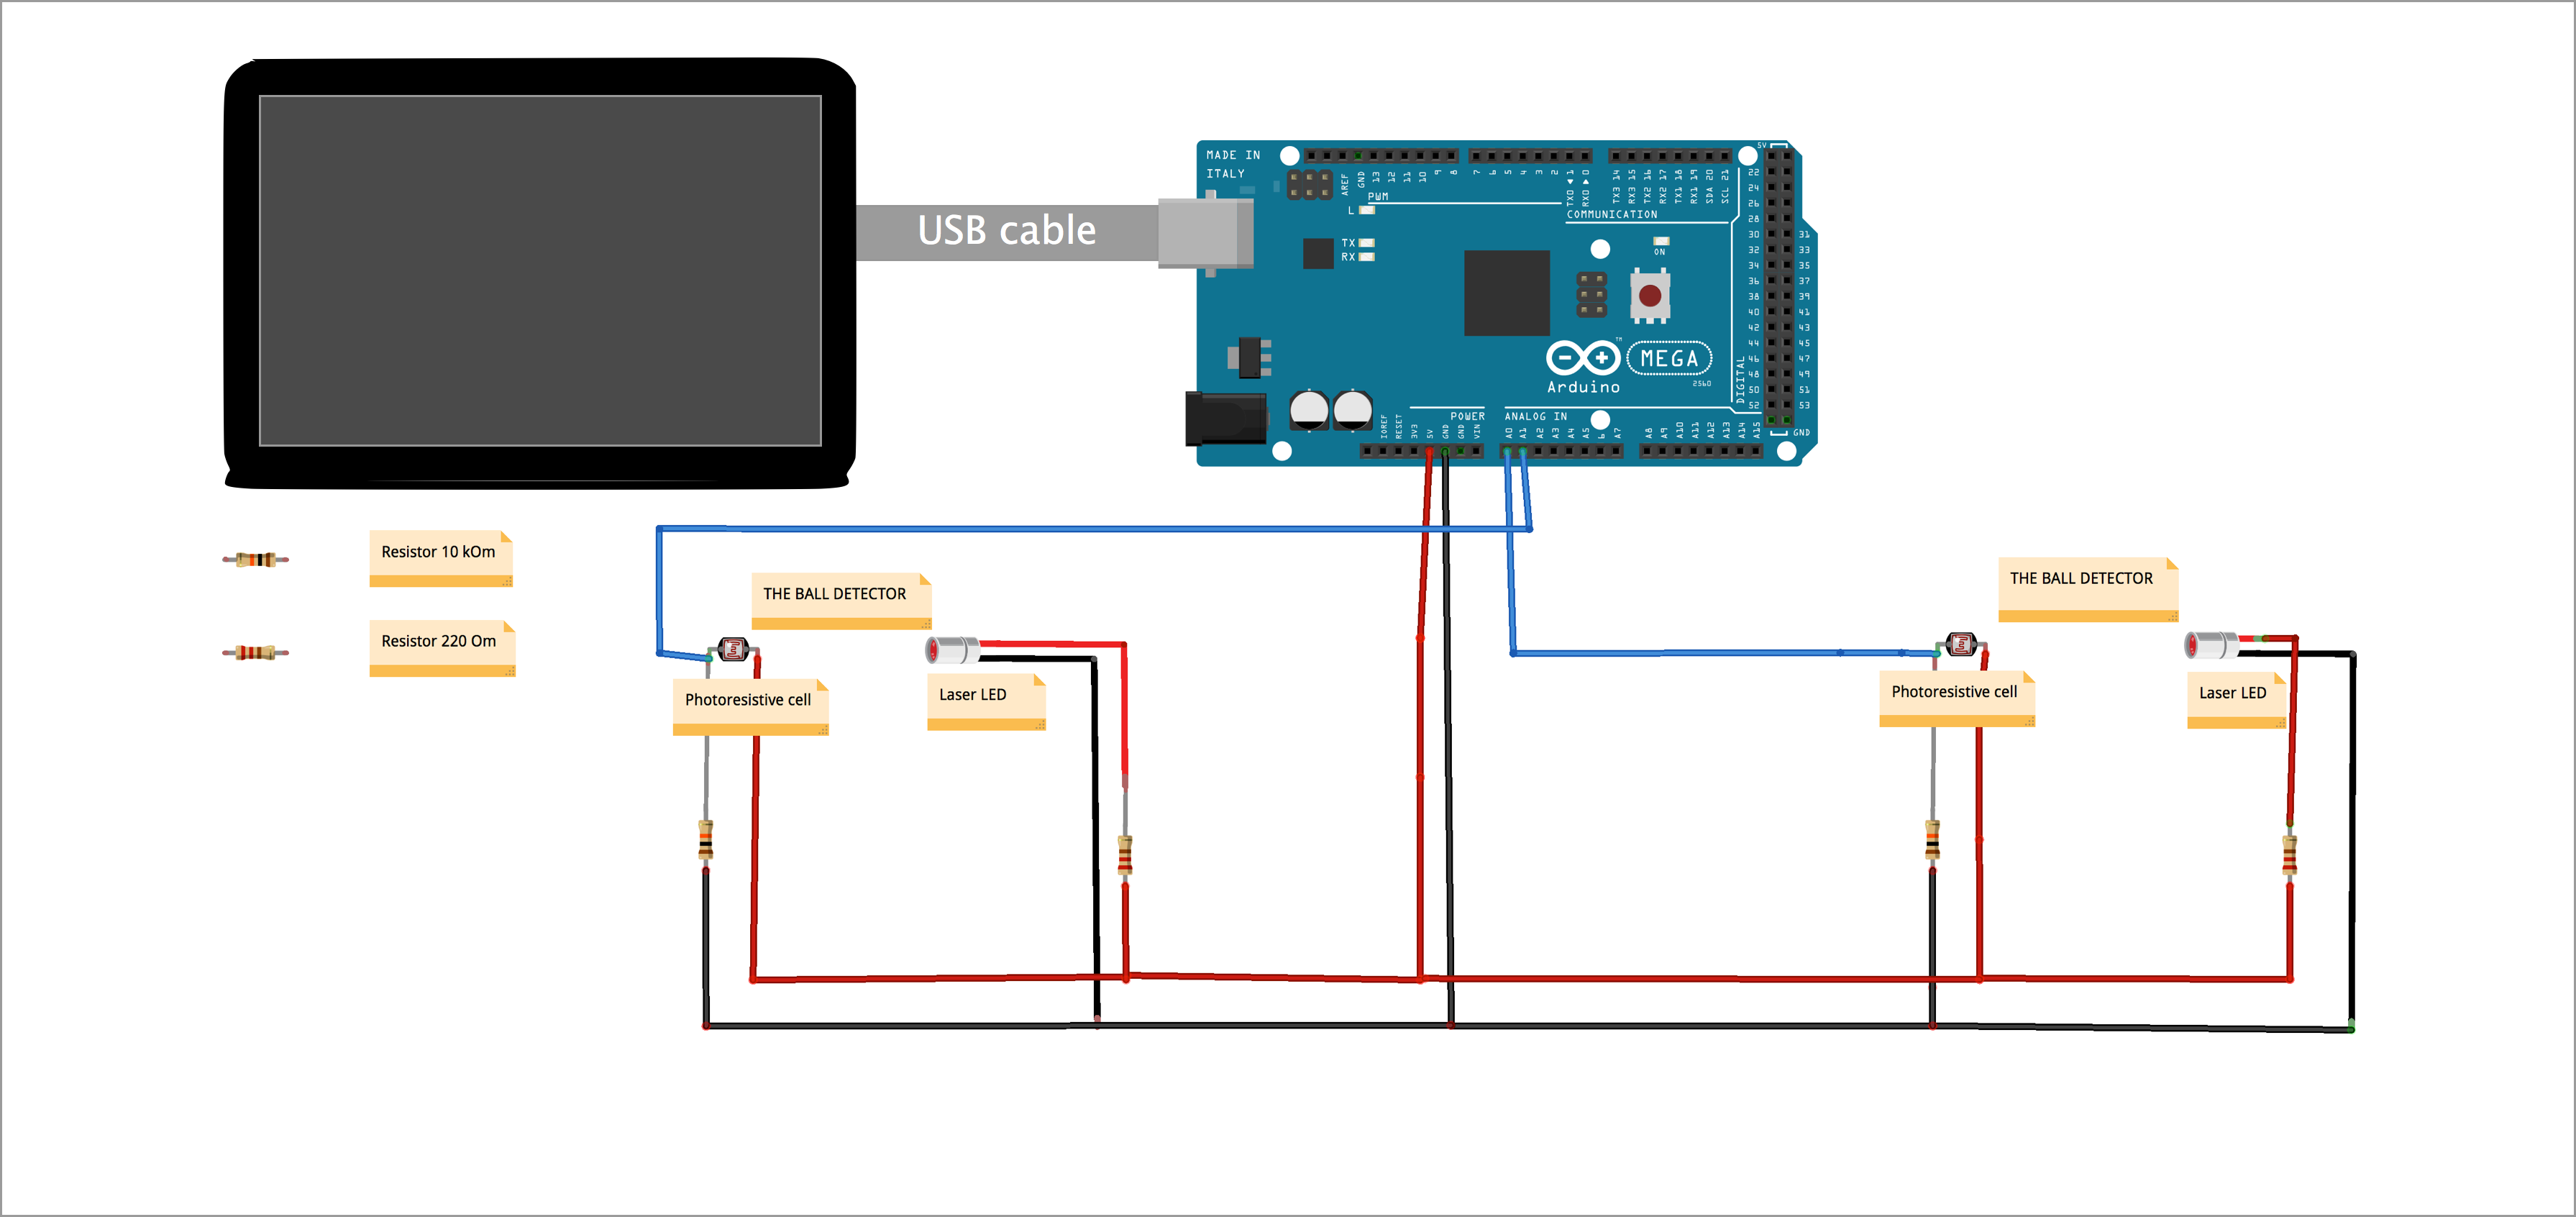 USB cable
MADE IN
ITALY
AREF
GND
13
12
11
10
9
8
7
6
5
4
3
2
TX0 ▶ 1
RX0 ◀ 0
TX3 14
RX3 15
TX2 16
RX2 17
TX1 18
RX1 19
SDA 20
SCL 21
PWM
COMMUNICATION
L
TX
RX
ON
5V
22
24
26
28
30 31
32 33
34 35
36 37
38 39
40 41
42 43
44 45
46 47
48 49
50 51
52 53
GND
DIGITAL
TM
MEGA
2560
Arduino
POWER
ANALOG IN
IOREF
RESET
3V3
5V
GND
GND
VIN
A0
A1
A2
A3
A4
A5
6
A7
A8
A9
A10
A11
A12
A13
A14
A15
Resistor 10 kOm
Resistor 220 Om
THE BALL DETECTOR
Photoresistive cell
Laser LED
THE BALL DETECTOR
Photoresistive cell
Laser LED